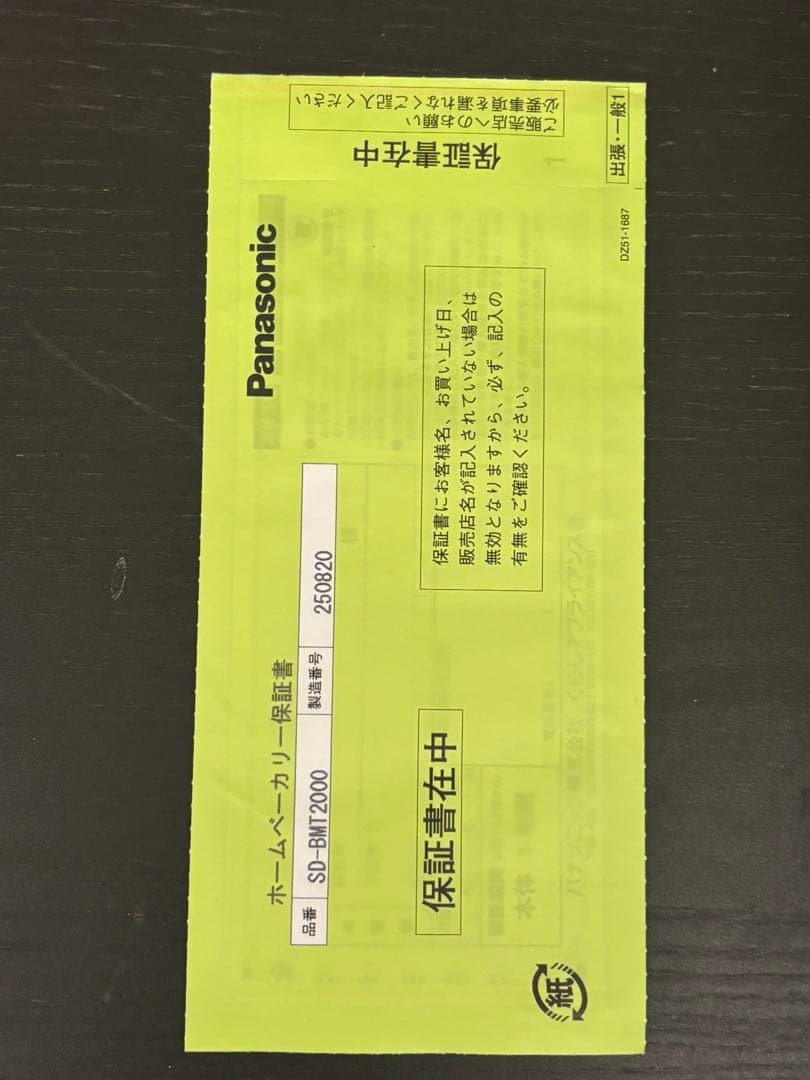 ホームベーカリー保証書
Panasonic
品番 SD-BMT2000 製造番号 250820
保証書在中
保証書にお客様名、お買い上げ日、
販売店名が記入されていない場合は
無効となりますから、必ず、記入の
有無をご確認ください。
紙
保証書在中
ご販売店へのお願い
必要事項を漏れなくご記入ください
出張・一般1
DZ51-1687